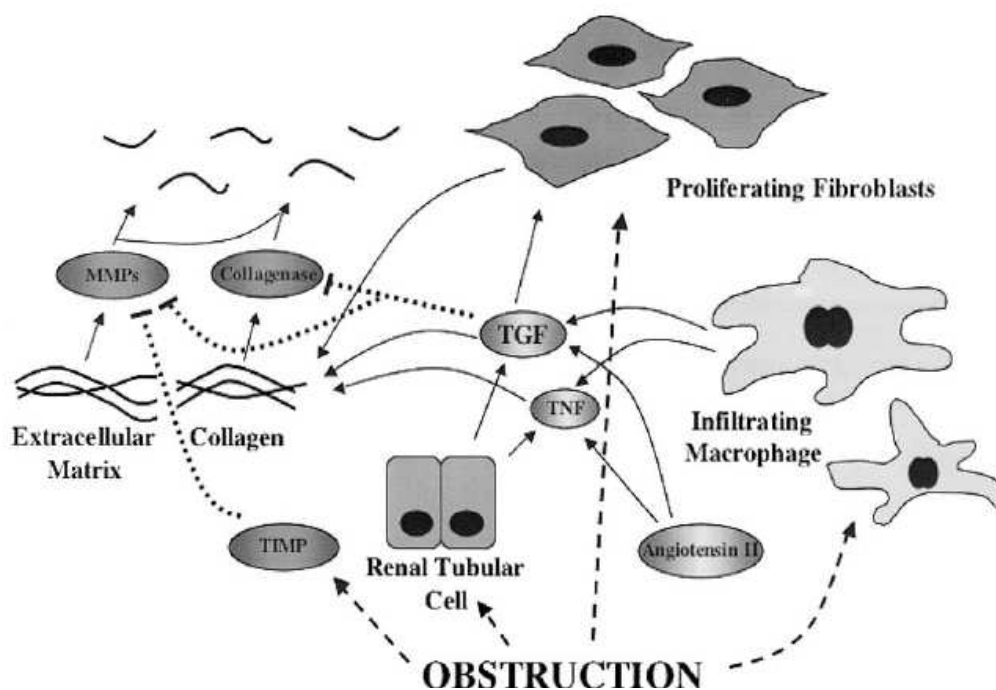 Proliferating Fibroblasts
MMPs
Collagenase
TGF
TNF
Extracellular
Matrix
Collagen
Infiltrating
Macrophage
TIMP
Renal Tubular
Cell
Angiotensin II
OBSTRUCTION